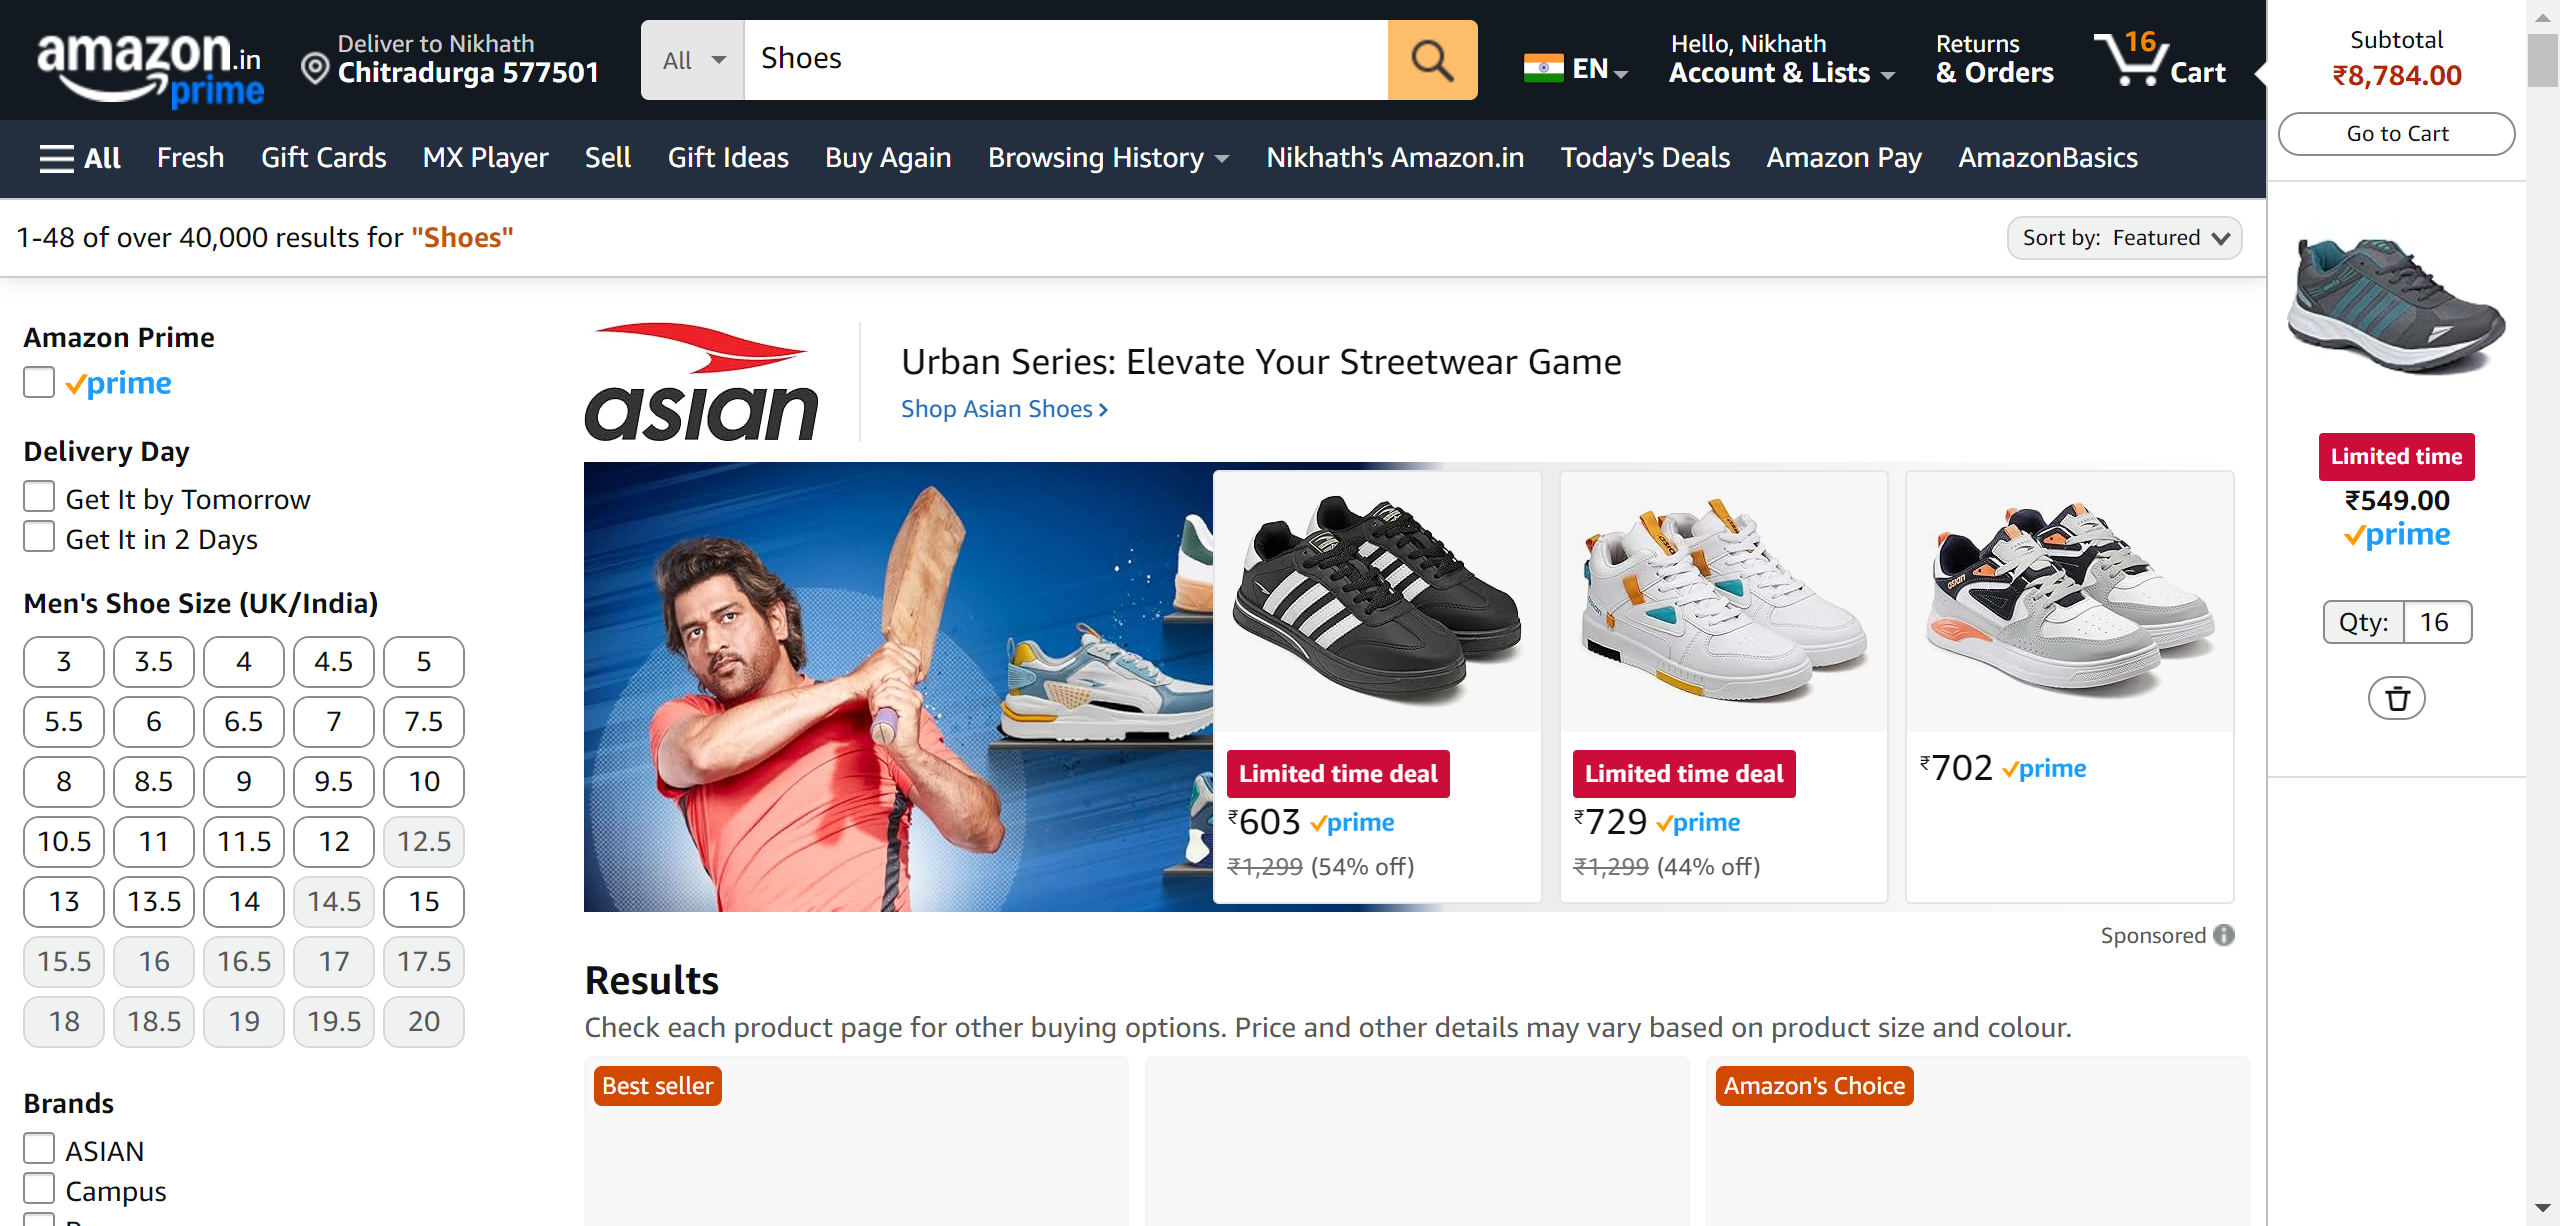 amazon.in
prime
Deliver to Nikhath
Chitradurga 577501
All
Shoes
EN
Hello, Nikhath
Account & Lists
Returns
& Orders
16
Cart
Subtotal
₹8,784.00
Go to Cart
All
Fresh
Gift Cards
MX Player
Sell
Gift Ideas
Buy Again
Browsing History
Nikhath's Amazon.in
Today's Deals
Amazon Pay
AmazonBasics
1-48 of over 40,000 results for "Shoes"
Sort by: Featured
Amazon Prime
prime
Delivery Day
Get It by Tomorrow
Get It in 2 Days
Men's Shoe Size (UK/India)
3 3.5 4 4.5 5
5.5 6 6.5 7 7.5
8 8.5 9 9.5 10
10.5 11 11.5 12 12.5
13 13.5 14 14.5 15
15.5 16 16.5 17 17.5
18 18.5 19 19.5 20
Brands
ASIAN
Campus
asian
Urban Series: Elevate Your Streetwear Game
Shop Asian Shoes
Limited time deal
₹603 prime
₹1,299 (54% off)
Limited time deal
₹729 prime
₹1,299 (44% off)
asian
₹702 prime
Sponsored
Results
Check each product page for other buying options. Price and other details may vary based on product size and colour.
Best seller
Amazon's Choice
Limited time
₹549.00
prime
Qty: 16